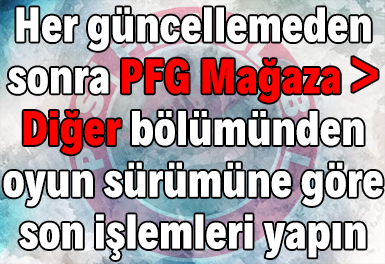 Her güncellemeden
sonra PFG Mağaza >
Diğer bölümünden
oyun sürümüne göre
son işlemleri yapın